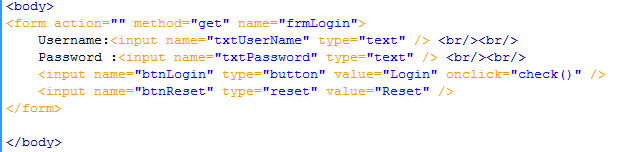 <body>
<form action="" method="get" name="frmLogin">
Username:<input name="txtUserName" type="text" /> <br/><br/>
Password :<input name="txtPassword" type="text" /> <br/><br/>
<input name="btnLogin" type="button" value="Login" onclick="check()" />
<input name="btnReset" type="reset" value="Reset" />
</form>
</body>